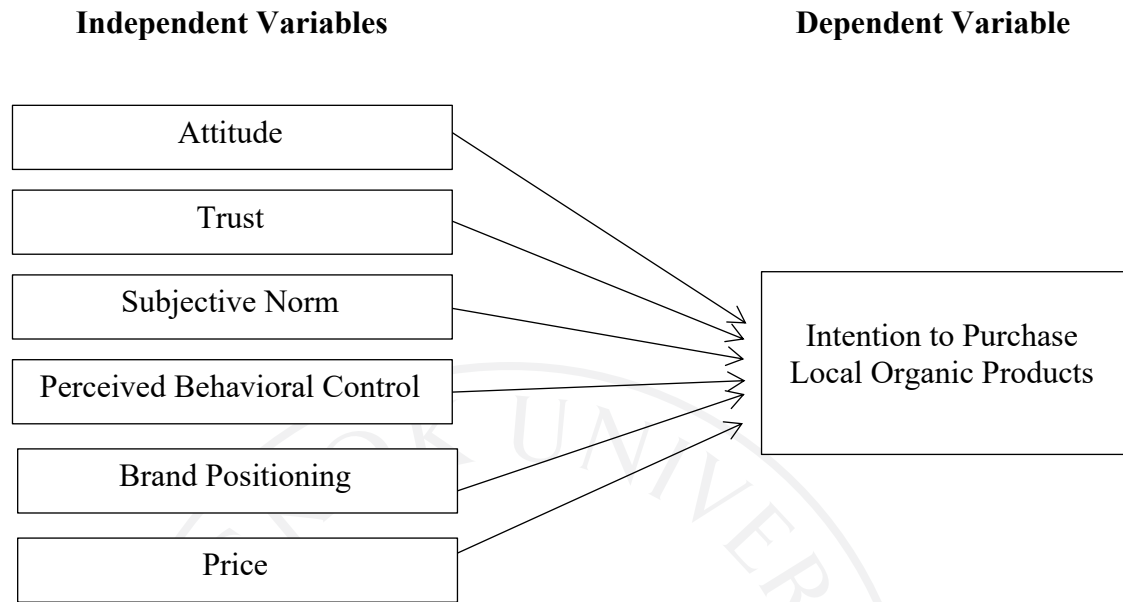 Independent Variables
Dependent Variable
Attitude
Trust
Subjective Norm
Perceived Behavioral Control
Brand Positioning
Price
Intention to Purchase
Local Organic Products